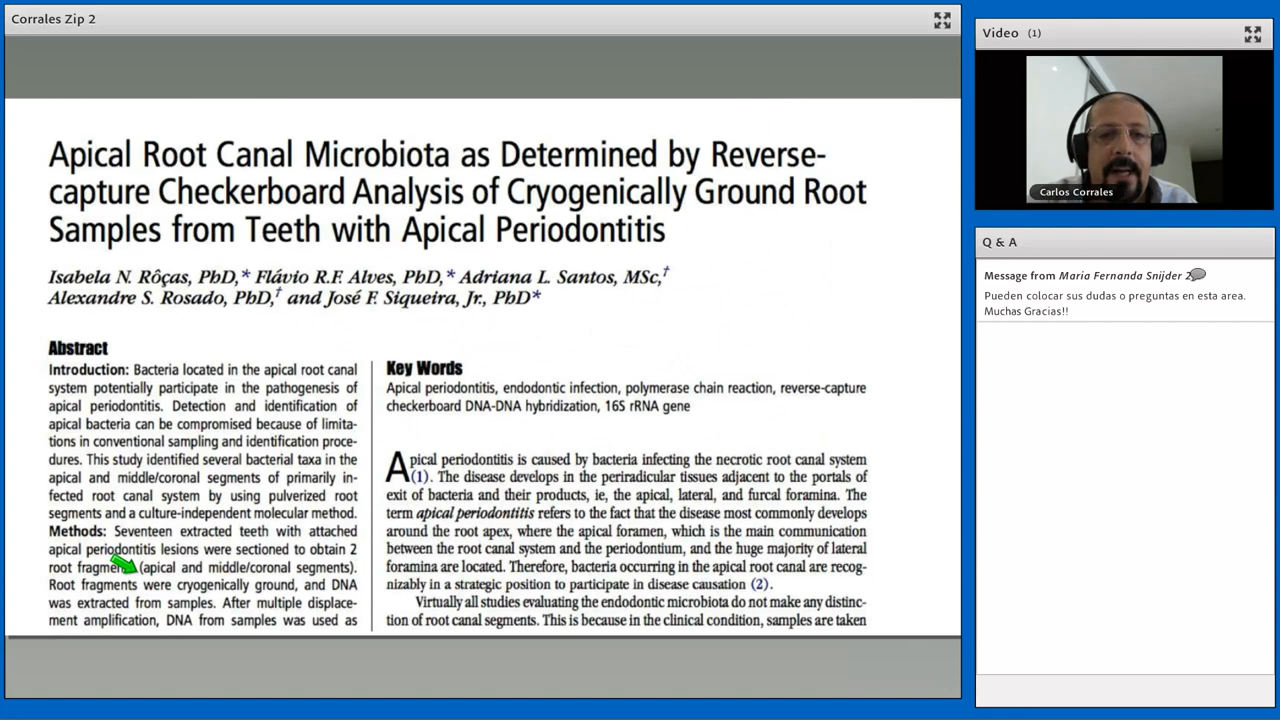 Corrales Zip 2
Apical Root Canal Microbiota as Determined by Reverse-
capture Checkerboard Analysis of Cryogenically Ground Root
Samples from Teeth with Apical Periodontitis
Isabela N. Rôças, PhD,* Flávio R.F. Alves, PhD,* Adriana L. Santos, MSc,†
Alexandre S. Rosado, PhD,† and José F. Siqueira, Jr., PhD*
Abstract
Introduction: Bacteria located in the apical root canal
system potentially participate in the pathogenesis of
apical periodontitis. Detection and identification of
apical bacteria can be compromised because of limita-
tions in conventional sampling and identification proce-
dures. This study identified several bacterial taxa in the
apical and middle/coronal segments of primarily in-
fected root canal system by using pulverized root
segments and a culture-independent molecular method.
Methods: Seventeen extracted teeth with attached
apical periodontitis lesions were sectioned to obtain 2
root (apical and middle/coronal segments).
Root fragments were cryogenically ground, and DNA
was extracted from samples. After multiple displace-
ment amplification, DNA from samples was used as
Key Words
Apical periodontitis, endodontic infection, polymerase chain reaction, reverse-capture
checkerboard DNA-DNA hybridization, 16S rRNA gene
Apical periodontitis is caused by bacteria infecting the necrotic root canal system
(1). The disease develops in the periradicular tissues adjacent to the portals of
exit of bacteria and their products, ie, the apical, lateral, and furcal foramina. The
term apical periodontitis refers to the fact that the disease most commonly develops
around the root apex, where the apical foramen, which is the main communication
between the root canal system and the periodontium, and the huge majority of lateral
foramina are located. Therefore, bacteria occurring in the apical root canal are recog-
nizably in a strategic position to participate in disease causation (2).
Virtually all studies evaluating the endodontic microbiota do not make any distinc-
tion of root canal segments. This is because in the clinical condition, samples are taken
Video (1)
Carlos Corrales
Q & A
Message from Maria Fernanda Snijder 2
Pueden colocar sus dudas o preguntas en esta area.
Muchas Gracias!!